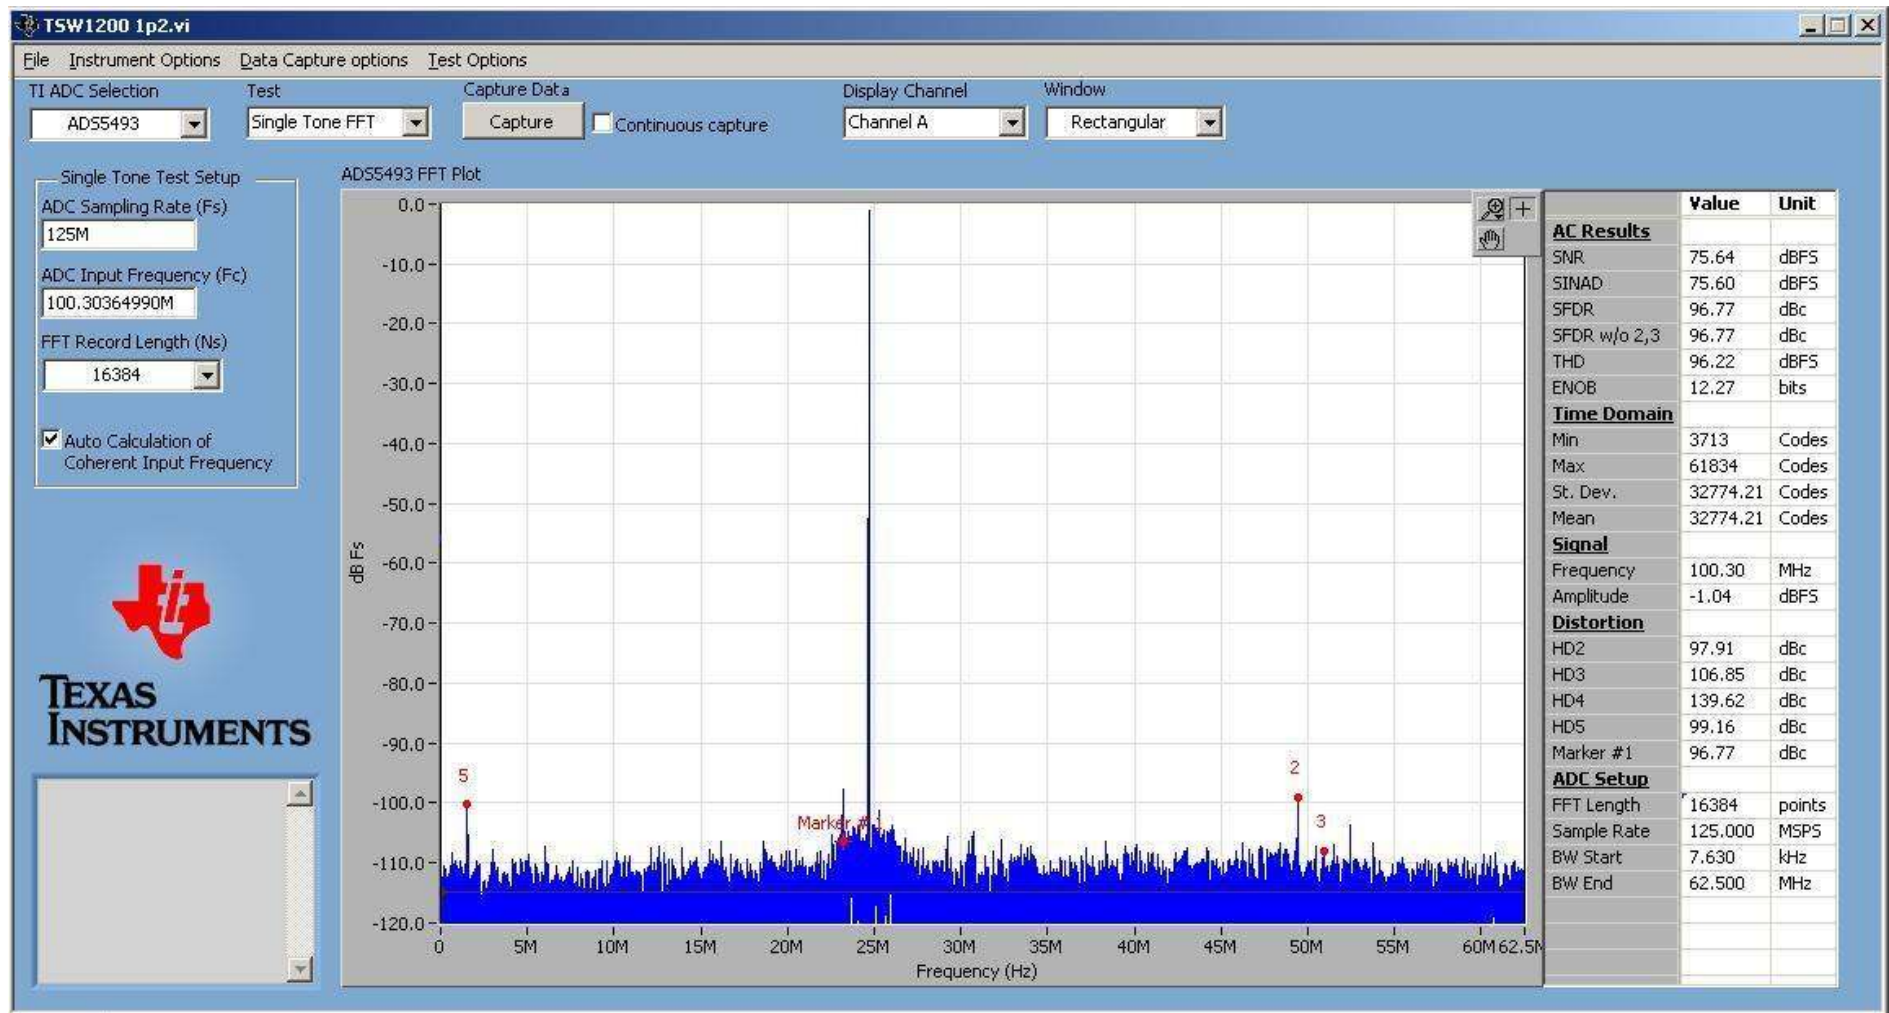 TSW1200 1p2.vi
File Instrument Options Data Capture options Test Options
TI ADC Selection Test Capture Data Display Channel Window
ADS5493 Single Tone FFT Capture Continuous capture Channel A Rectangular
Single Tone Test Setup
ADC Sampling Rate (Fs)
125M
ADC Input Frequency (Fc)
100.30364990M
FFT Record Length (Ns)
16384
Auto Calculation of
Coherent Input Frequency
TEXAS
INSTRUMENTS
ADS5493 FFT Plot
0.0
-10.0
-20.0
-30.0
-40.0
-50.0
-60.0
-70.0
-80.0
-90.0
-100.0
-110.0
-120.0
dB Fs
5
Marker #1
2
3
0 5M 10M 15M 20M 25M 30M 35M 40M 45M 50M 55M 60M 62.5M
Frequency (Hz)
Value Unit
AC Results
SNR 75.64 dBFS
SINAD 75.60 dBFS
SFDR 96.77 dBc
SFDR w/o 2,3 96.77 dBc
THD 96.22 dBFS
ENOB 12.27 bits
Time Domain
Min 3713 Codes
Max 61834 Codes
St. Dev. 32774.21 Codes
Mean 32774.21 Codes
Signal
Frequency 100.30 MHz
Amplitude -1.04 dBFS
Distortion
HD2 97.91 dBc
HD3 106.85 dBc
HD4 139.62 dBc
HD5 99.16 dBc
Marker #1 96.77 dBc
ADC Setup
FFT Length 16384 points
Sample Rate 125.000 MSPS
BW Start 7.630 kHz
BW End 62.500 MHz